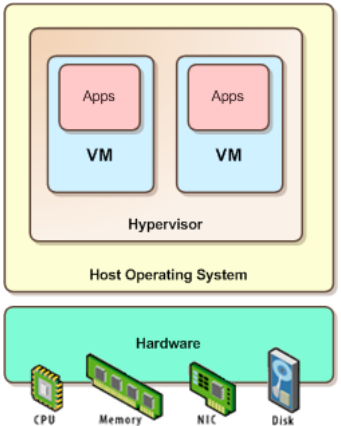 Apps
Apps
VM
VM
Hypervisor
Host Operating System
Hardware
CPU
Memory
NIC
Disk